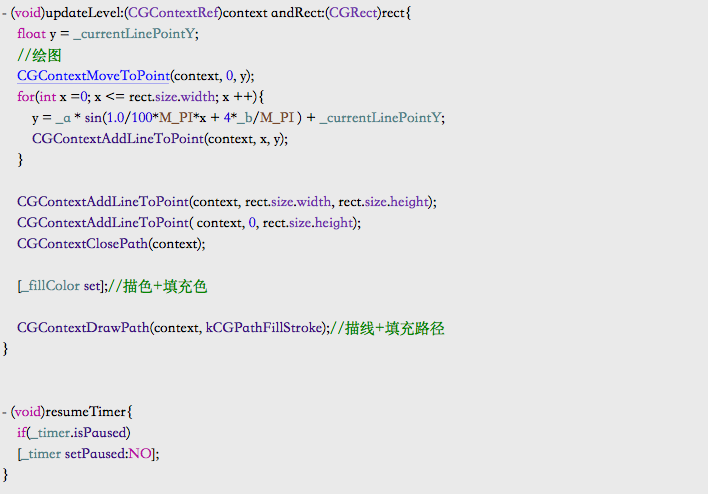 - (void)updateLevel:(CGContextRef)context andRect:(CGRect)rect{
float y = _currentLinePointY;
//绘图
CGContextMoveToPoint(context, 0, y);
for(int x =0; x <= rect.size.width; x ++){
y = _a * sin(1.0/100*M_PI*x + 4*_b/M_PI ) + _currentLinePointY;
CGContextAddLineToPoint(context, x, y);
}
CGContextAddLineToPoint(context, rect.size.width, rect.size.height);
CGContextAddLineToPoint( context, 0, rect.size.height);
CGContextClosePath(context);
[_fillColor set];//描色+填充色
CGContextDrawPath(context, kCGPathFillStroke);//描线+填充路径
}
- (void)resumeTimer{
if(_timer.isPaused)
[_timer setPaused:NO];
}